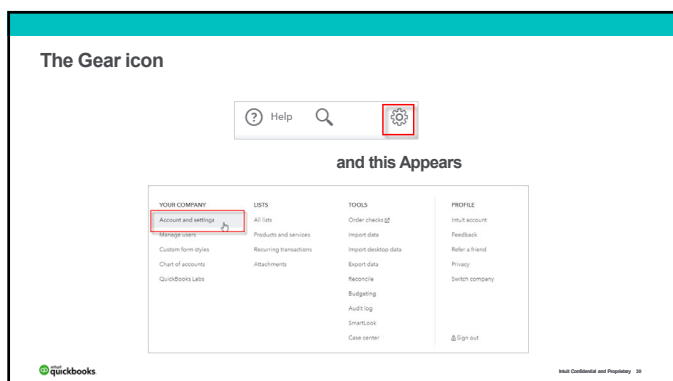 The Gear icon
? Help
and this Appears
YOUR COMPANY
Account and settings
Manage users
Custom form styles
Chart of accounts
QuickBooks Labs
LISTS
All lists
Products and services
Recurring transactions
Attachments
TOOLS
Order checks
Import data
Import desktop data
Export data
Reconcile
Budgeting
Audit log
SmartLook
Case center
PROFILE
Intuit account
Feedback
Refer a friend
Privacy
Switch company
Sign out
intuit
quickbooks.
Intuit Confidential and Proprietary 39